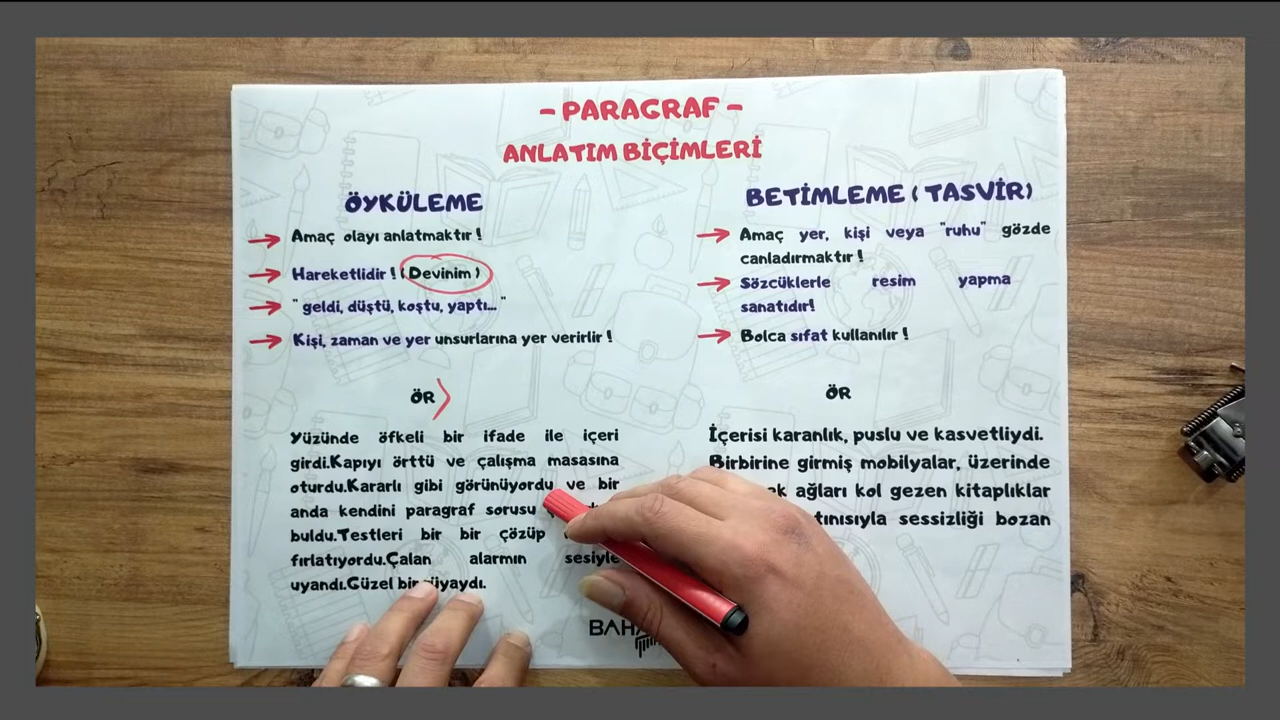 - PARAGRAF -
ANLATIM BİÇİMLERİ
ÖYKÜLEME
Amaç olayı anlatmaktır !
Hareketlidir ! ( Devinim )
" geldi, düştü, koştu, yaptı... "
Kişi, zaman ve yer unsurlarına yer verirlir !
ÖR
Yüzünde öfkeli bir ifade ile içeri
girdi.Kapıyı örttü ve çalışma masasına
oturdu.Kararlı gibi görünüyordu ve bir
anda kendini paragraf sorusu
buldu.Testleri bir bir çözüp
fırlatıyordu.Çalan alarmın sesiyle
uyandı.Güzel bir
BETİMLEME ( TASVİR)
Amaç yer, kişi veya "ruhu" gözde
canladırmaktır !
Sözcüklerle resim yapma
sanatıdır!
Bolca sıfat kullanılır !
ÖR
İçerisi karanlık, puslu ve kasvetliydi.
Birbirine girmiş mobilyalar, üzerinde
ağları kol gezen kitaplıklar
sessizliği bozan